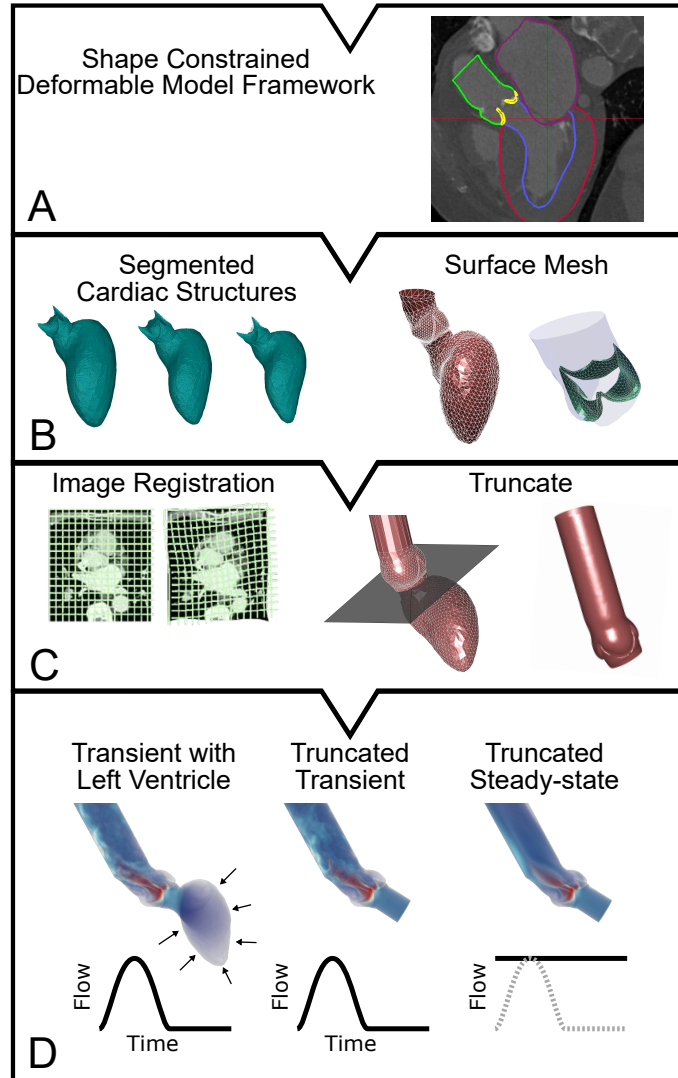 Shape Constrained
Deformable Model Framework
A
Segmented
Cardiac Structures
Surface Mesh
B
Image Registration
Truncate
C
Transient with
Left Ventricle
Truncated
Transient
Truncated
Steady-state
Flow
Time
Flow
Time
Flow
D